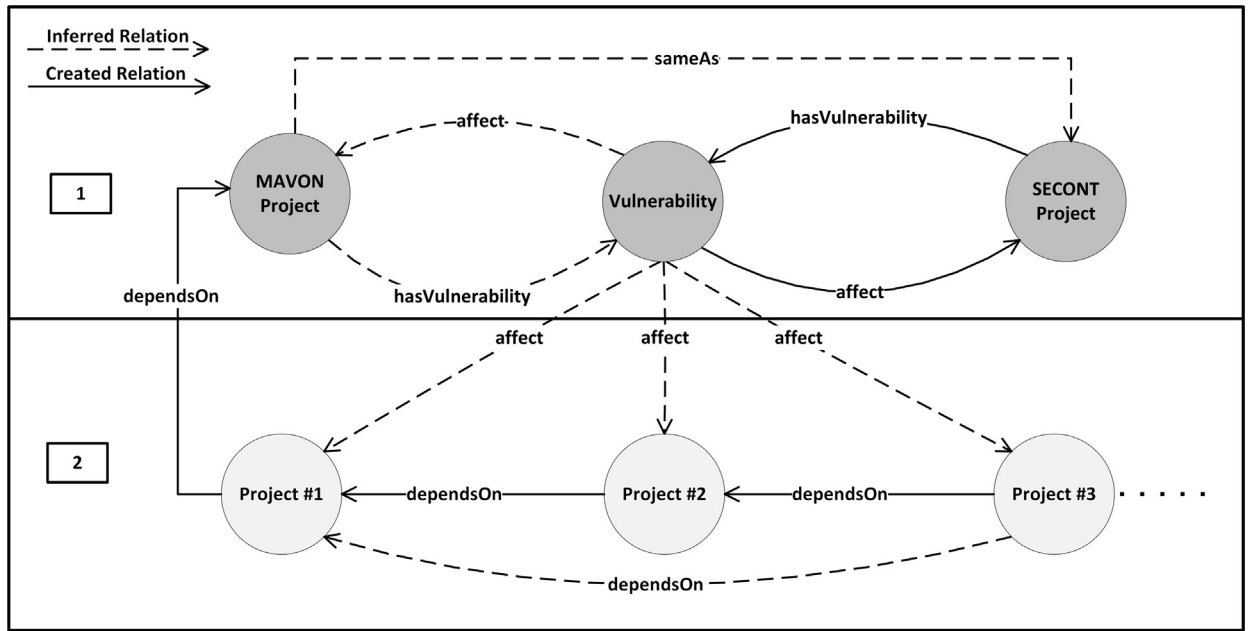 Inferred Relation
Created Relation
sameAs
affect
hasVulnerability
1
MAVON
Project
Vulnerability
SECONT
Project
dependsOn
hasVulnerability
affect
affect
affect
affect
2
Project #1
dependsOn
Project #2
dependsOn
Project #3
. . . . .
dependsOn